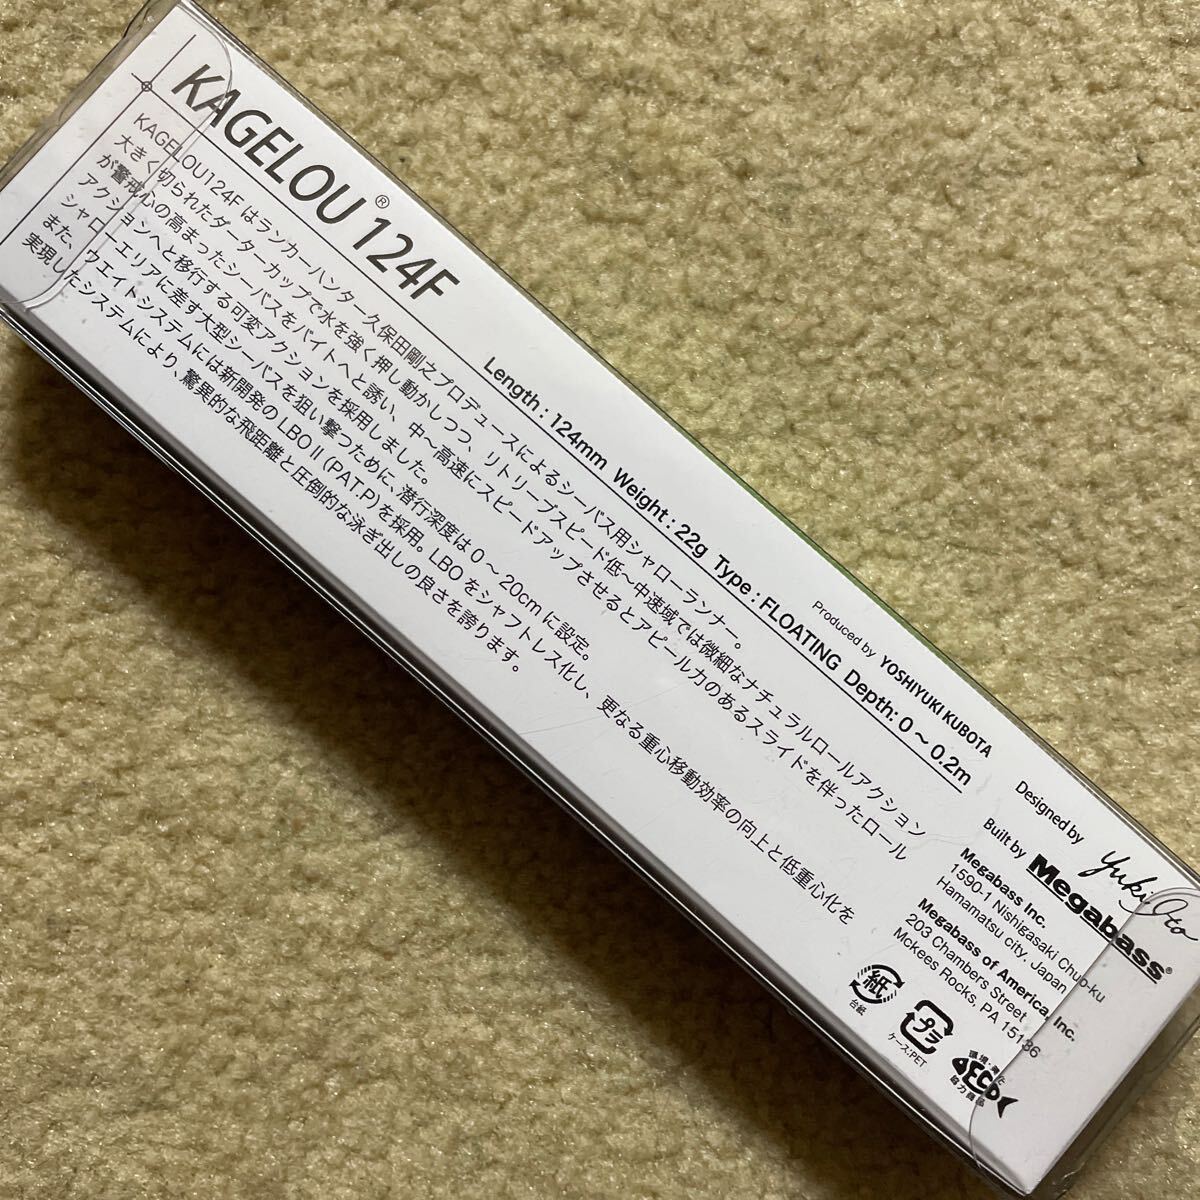 KAGELOU® 124F
Length : 124mm Weight : 22g Type : FLOATING Depth: 0～0.2m
KAGELOU124F はランカーハンター久保田剛之プロデュースによるシーバス用シャローランナー。
大きく切られたダーターカップで水を強く押し動かしつつ、リトリーブスピード低～中速域では微細なナチュラルロールアクション
が警戒心の高まったシーバスをバイトへと誘い、中～高速にスピードアップさせるとアピール力のあるスライドを伴ったロール
アクションへと移行する可変アクションを採用しました。
シャローエリアに差す大型シーバスを狙い撃つために、潜行深度は0～20cmに設定。
また、ウエイトシステムには新開発の LBO II (PAT.P)を採用。LBOをシャフトレス化し、更なる重心移動効率の向上と低重心化を
実現したシステムにより、驚異的な飛距離と圧倒的な泳ぎ出しの良さを誇ります。
Produced by YOSHIYUKI KUBOTA
Designed by Yuki Ito
Built by Megabass®
Megabass Inc.
1590-1 Nishigasaki Chuo-ku
Hamamatsu city, Japan
Megabass of America, Inc.
203 Chambers Street
Mckees Rocks, PA 15136
紙
台紙
プラ
ケース:PET
環境・美化
ECO
協力商品